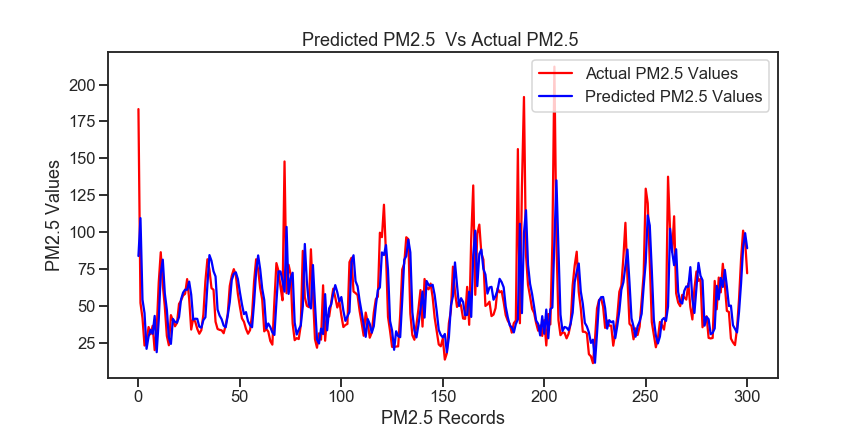 Predicted PM2.5  Vs Actual PM2.5
Actual PM2.5 Values
Predicted PM2.5 Values
PM2.5 Values
200
175
150
125
100
75
50
25
0 50 100 150 200 250 300
PM2.5 Records